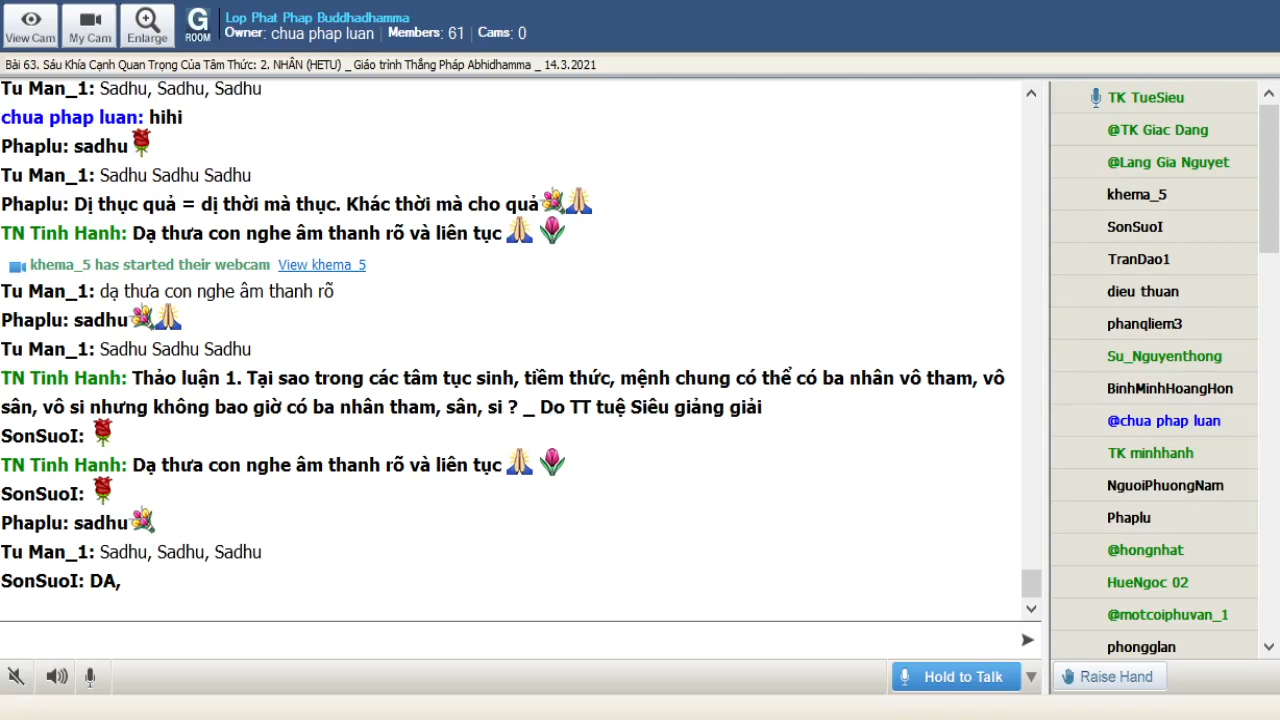 View Cam
My Cam
Enlarge
G
ROOM
Lop Phat Phap Buddhadhamma
Owner: chua phap luan | Members: 61 | Cams: 0
Bài 63. Sáu Khía Cạnh Quan Trọng Của Tâm Thức: 2. NHÂN (HETU) _ Giáo trình Thắng Pháp Abhidhamma _ 14.3.2021
Tu Man_1: Sadhu, Sadhu, Sadhu
chua phap luan: hihi
Phaplu: sadhu
Tu Man_1: Sadhu Sadhu Sadhu
Phaplu: Dị thục quả = dị thời mà thục. Khác thời mà cho quả
TN Tinh Hanh: Dạ thưa con nghe âm thanh rõ và liên tục
khema_5 has started their webcam View khema_5
Tu Man_1: dạ thưa con nghe âm thanh rõ
Phaplu: sadhu
Tu Man_1: Sadhu Sadhu Sadhu
TN Tinh Hanh: Thảo luận 1. Tại sao trong các tâm tục sinh, tiềm thức, mệnh chung có thể có ba nhân vô tham, vô
sân, vô si nhưng không bao giờ có ba nhân tham, sân, si ? _ Do TT tuệ Siêu giảng giải
SonSuoI:
TN Tinh Hanh: Dạ thưa con nghe âm thanh rõ và liên tục
SonSuoI:
Phaplu: sadhu
Tu Man_1: Sadhu, Sadhu, Sadhu
SonSuoI: DA,
TK TueSieu
@TK Giac Dang
@Lang Gia Nguyet
khema_5
SonSuoI
TranDao1
dieu thuan
phanqliem3
Su_Nguyenthong
BinhMinhHoangHon
@chua phap luan
TK minhhanh
NguoiPhuongNam
Phaplu
@hongnhat
HueNgoc 02
@motcoiphuvan_1
phongglan
Hold to Talk
Raise Hand